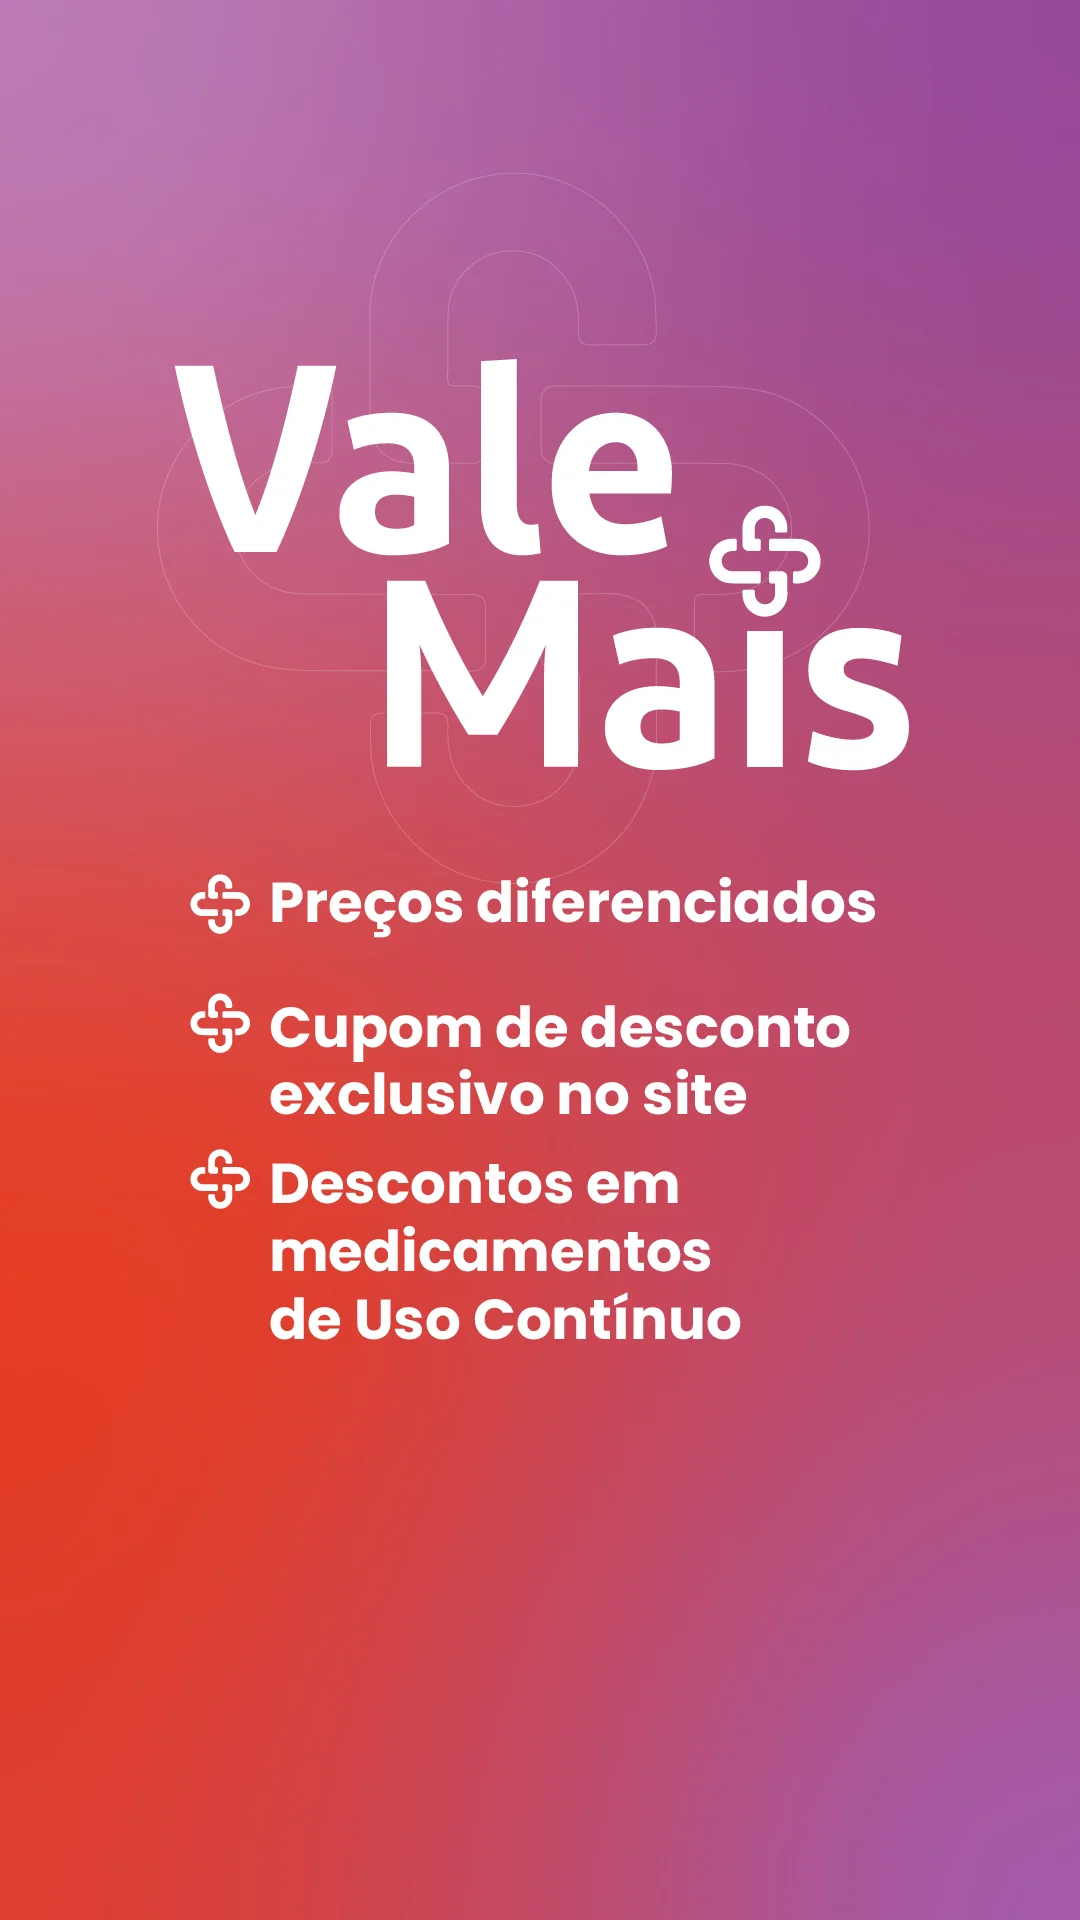 Vale
Mais
Preços diferenciados
Cupom de desconto
exclusivo no site
Descontos em
medicamentos
de Uso Contínuo